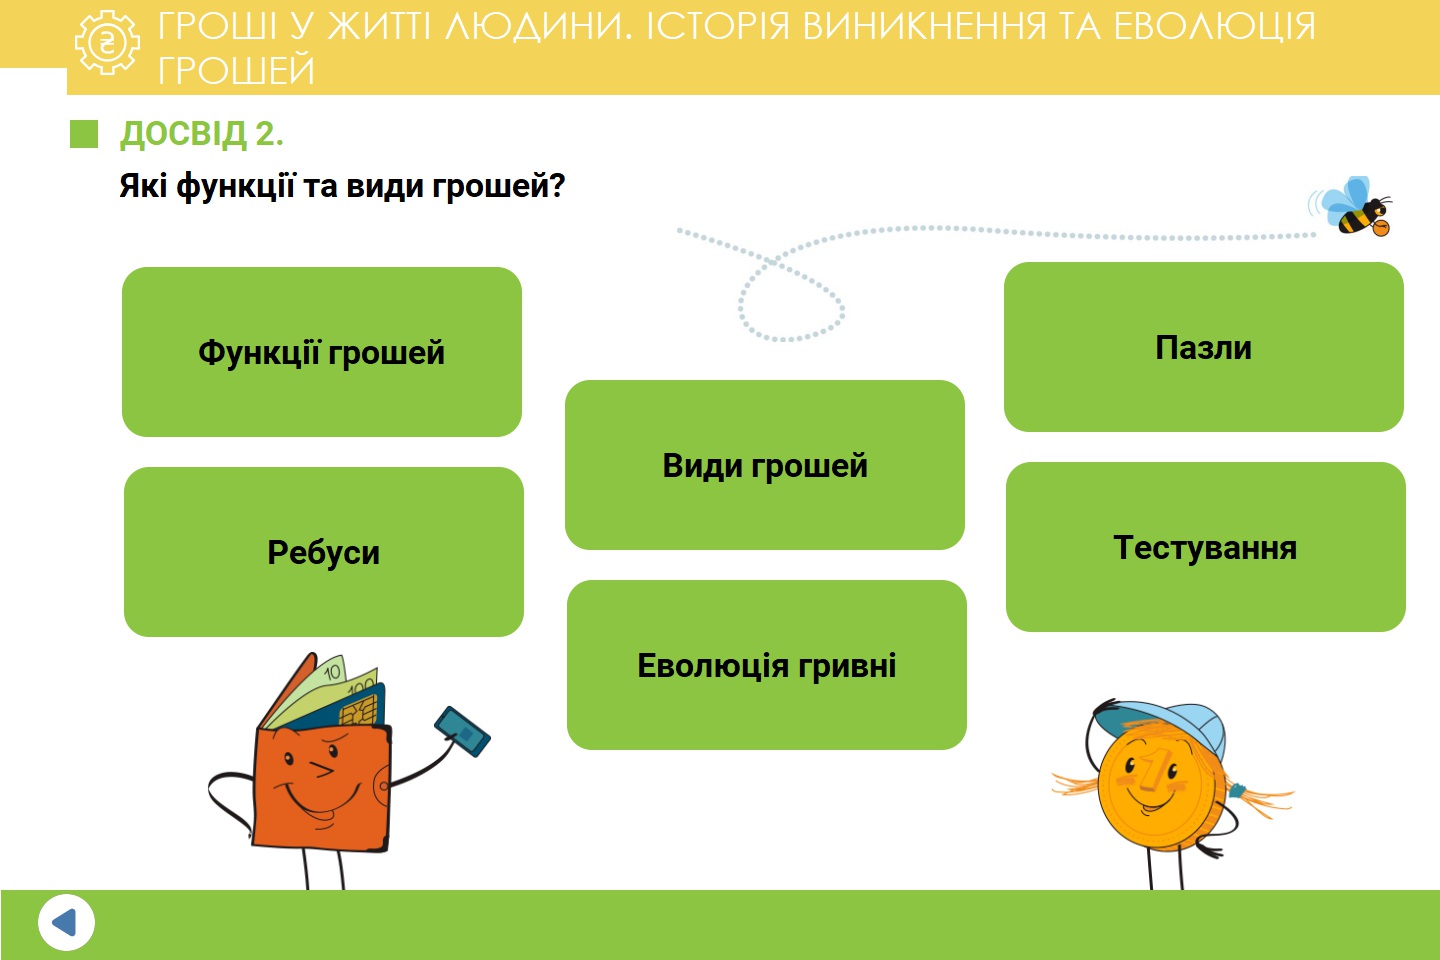 ГРОШІ У ЖИТТІ ЛЮДИНИ. ІСТОРІЯ ВИНИКНЕННЯ ТА ЕВОЛЮЦІЯ
ГРОШЕЙ
₴
ДОСВІД 2.
Які функції та види грошей?
Функції грошей
Пазли
Види грошей
Ребуси
Тестування
Еволюція гривні
10
100
1